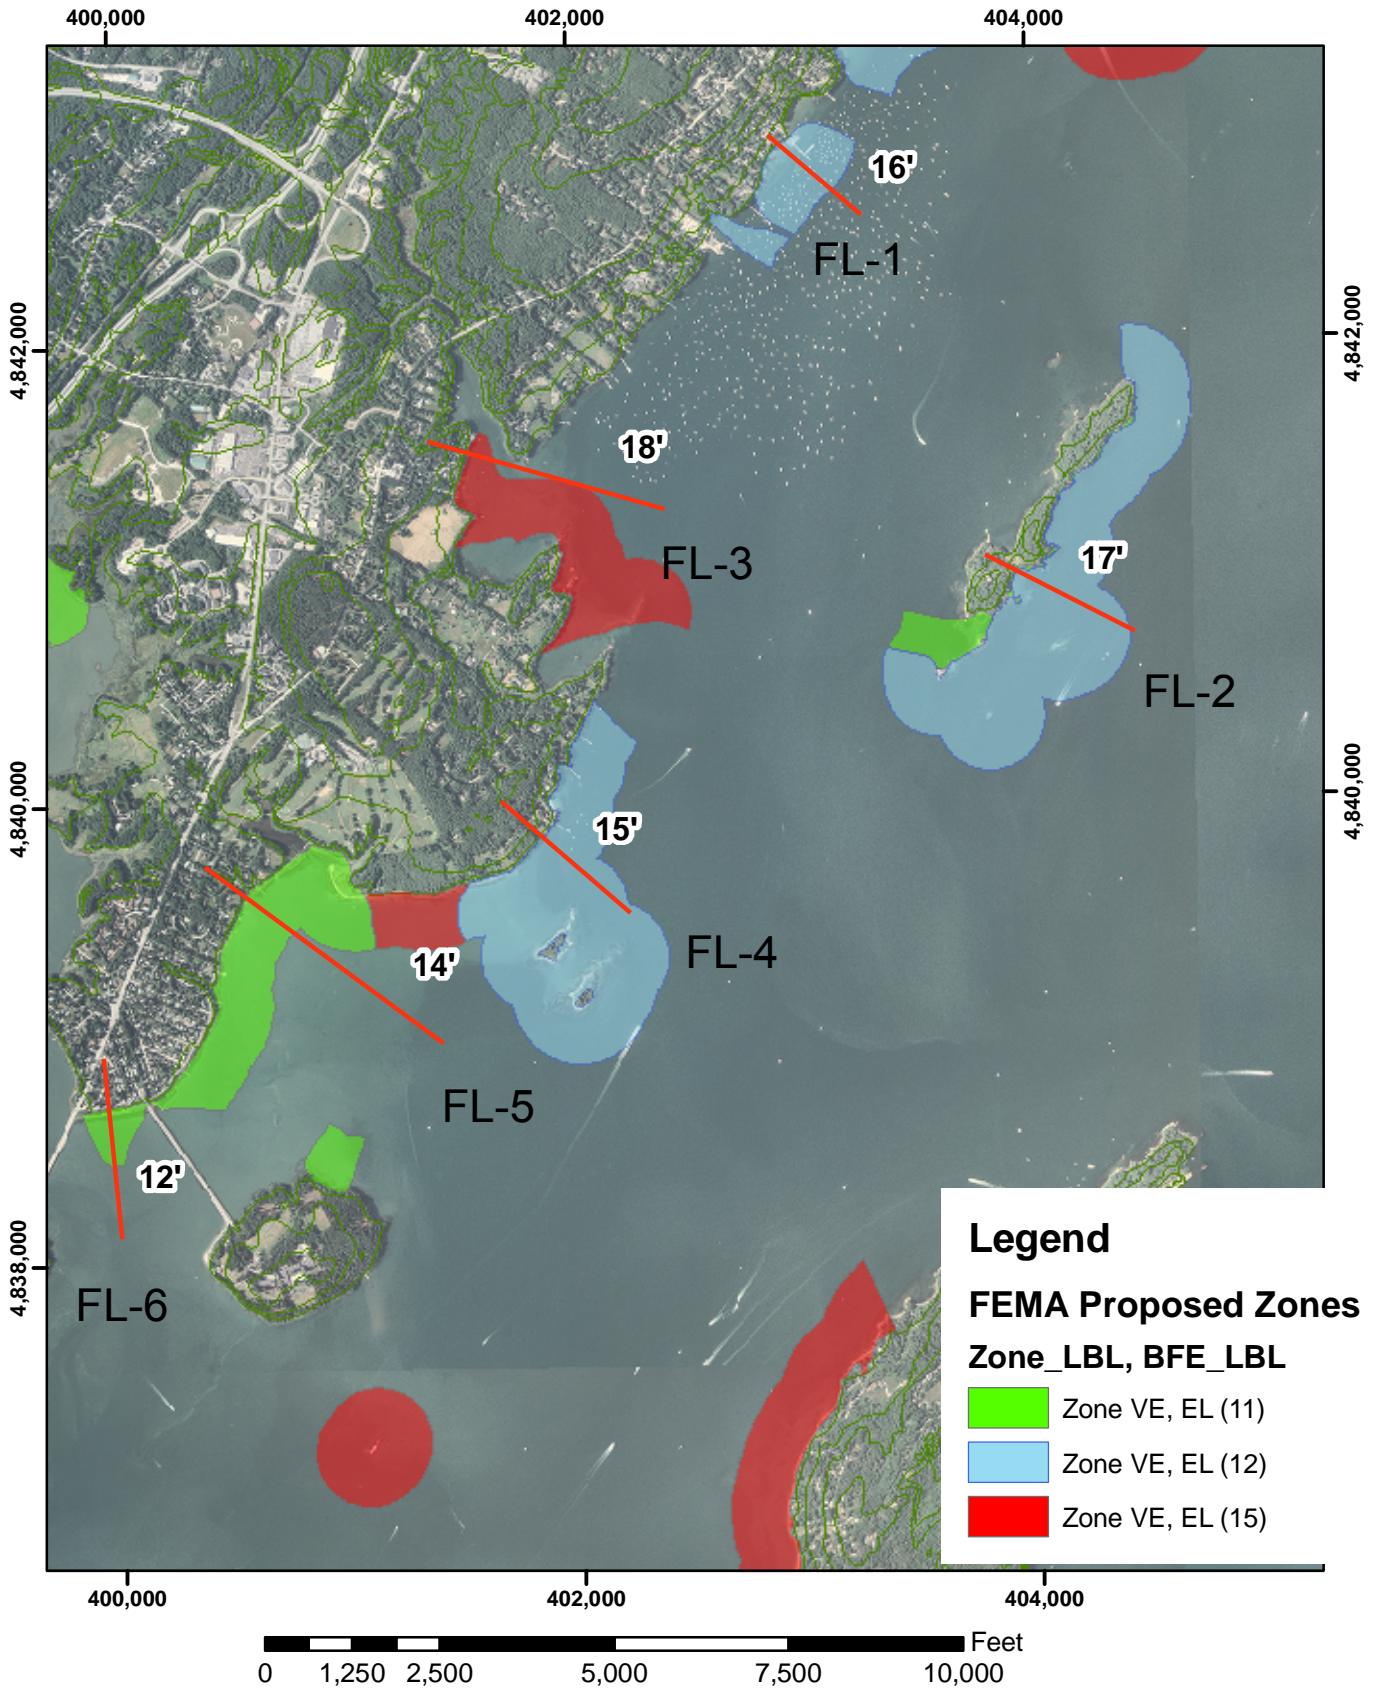 400,000 402,000 404,000
16'
FL-1
4,842,000 4,842,000
18'
FL-3
17'
FL-2
4,840,000 4,840,000
15'
FL-4
14'
FL-5
12'
FL-6
4,838,000
Legend
FEMA Proposed Zones
Zone_LBL, BFE_LBL
Zone VE, EL (11)
Zone VE, EL (12)
Zone VE, EL (15)
400,000 402,000 404,000
Feet
0 1,250 2,500 5,000 7,500 10,000